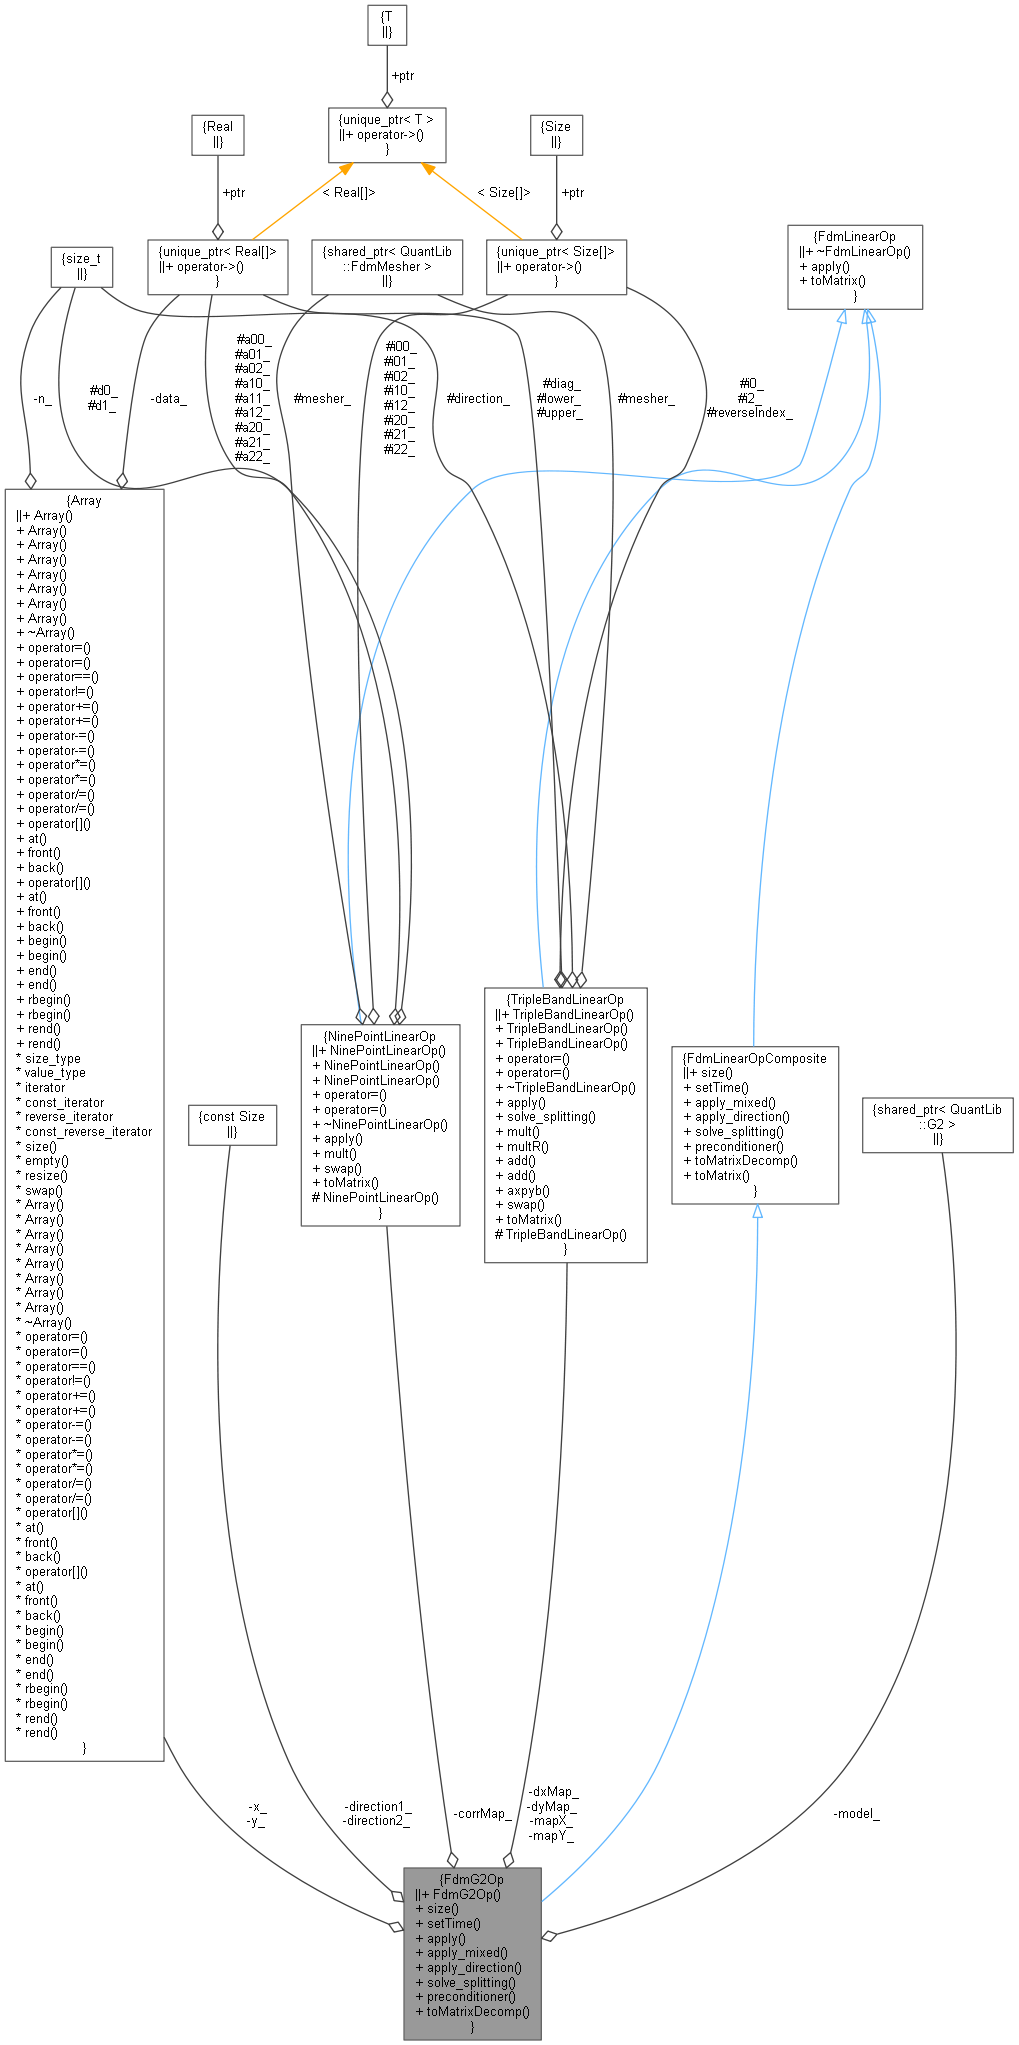 {T
||}
+ptr
{unique_ptr< T >
||+ operator->()
}
{Real
||}
{Size
||}
+ptr
+ptr
< Real[]>
< Size[]>
{size_t
||}
{unique_ptr< Real[]>
||+ operator->()
}
{shared_ptr< QuantLib
::FdmMesher >
||}
{unique_ptr< Size[]>
||+ operator->()
}
{FdmLinearOp
||+ ~FdmLinearOp()
+ apply()
+ toMatrix()
}
-n_
#d0_
#d1_
-data_
#a00_
#a01_
#a02_
#a10_
#a11_
#a12_
#a20_
#a21_
#a22_
#mesher_
#i00_
#i01_
#i02_
#i10_
#i12_
#i20_
#i21_
#i22_
#direction_
#diag_
#lower_
#upper_
#mesher_
#i0_
#i2_
#reverseIndex_
{Array
||+ Array()
+ Array()
+ Array()
+ Array()
+ Array()
+ Array()
+ Array()
+ Array()
+ ~Array()
+ operator=()
+ operator=()
+ operator==()
+ operator!=()
+ operator+=()
+ operator+=()
+ operator-=()
+ operator-=()
+ operator*=()
+ operator*=()
+ operator/=()
+ operator/=()
+ operator[]()
+ at()
+ front()
+ back()
+ operator[]()
+ at()
+ front()
+ back()
+ begin()
+ begin()
+ end()
+ end()
+ rbegin()
+ rbegin()
+ rend()
+ rend()
* size_type
* value_type
* iterator
* const_iterator
* reverse_iterator
* const_reverse_iterator
* size()
* empty()
* resize()
* swap()
* Array()
* Array()
* Array()
* Array()
* Array()
* Array()
* Array()
* Array()
* ~Array()
* operator=()
* operator=()
* operator==()
* operator!=()
* operator+=()
* operator+=()
* operator-=()
* operator-=()
* operator*=()
* operator*=()
* operator/=()
* operator/=()
* operator[]()
* at()
* front()
* back()
* operator[]()
* at()
* front()
* back()
* begin()
* begin()
* end()
* end()
* rbegin()
* rbegin()
* rend()
* rend()
}
{const Size
||}
{NinePointLinearOp
||+ NinePointLinearOp()
+ NinePointLinearOp()
+ NinePointLinearOp()
+ operator=()
+ operator=()
+ ~NinePointLinearOp()
+ apply()
+ mult()
+ swap()
+ toMatrix()
# NinePointLinearOp()
}
{TripleBandLinearOp
||+ TripleBandLinearOp()
+ TripleBandLinearOp()
+ TripleBandLinearOp()
+ operator=()
+ operator=()
+ ~TripleBandLinearOp()
+ apply()
+ solve_splitting()
+ mult()
+ multR()
+ add()
+ add()
+ axpyb()
+ swap()
+ toMatrix()
# TripleBandLinearOp()
}
{FdmLinearOpComposite
||+ size()
+ setTime()
+ apply_mixed()
+ apply_direction()
+ solve_splitting()
+ preconditioner()
+ toMatrixDecomp()
+ toMatrix()
}
{shared_ptr< QuantLib
::G2 >
||}
-x_
-y_
-direction1_
-direction2_
-corrMap_
-dxMap_
-dyMap_
-mapX_
-mapY_
-model_
{FdmG2Op
||+ FdmG2Op()
+ size()
+ setTime()
+ apply()
+ apply_mixed()
+ apply_direction()
+ solve_splitting()
+ preconditioner()
+ toMatrixDecomp()
}